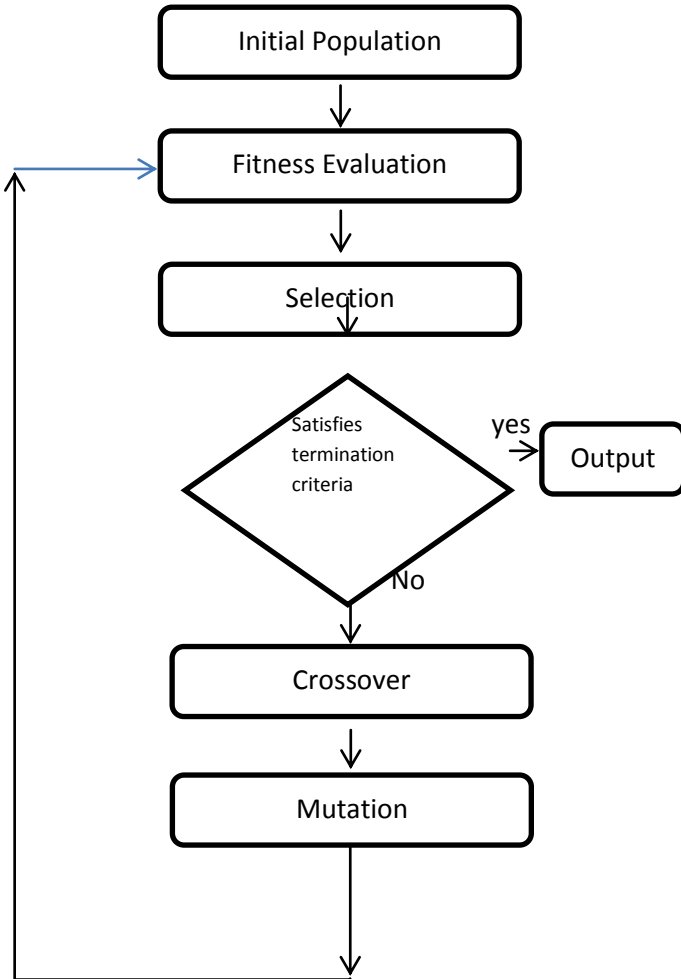 Initial Population
Fitness Evaluation
Selection
Satisfies
termination
criteria
yes
Output
No
Crossover
Mutation